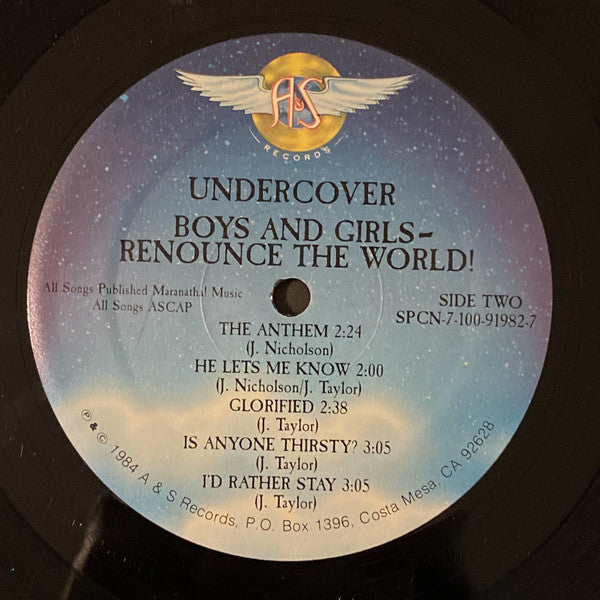 A&S
RECORDS
UNDERCOVER
BOYS AND GIRLS-
RENOUNCE THE WORLD!
All Songs Published Maranatha! Music
All Songs ASCAP
SIDE TWO
SPCN-7-100-91982-7
THE ANTHEM 2:24
(J. Nicholson)
HE LETS ME KNOW 2:00
(J. Nicholson/J. Taylor)
GLORIFIED 2:38
(J. Taylor)
IS ANYONE THIRSTY? 3:05
(J. Taylor)
I'D RATHER STAY 3:05
(J. Taylor)
℗ & © 1984 A & S Records, P.O. Box 1396, Costa Mesa, CA 92628